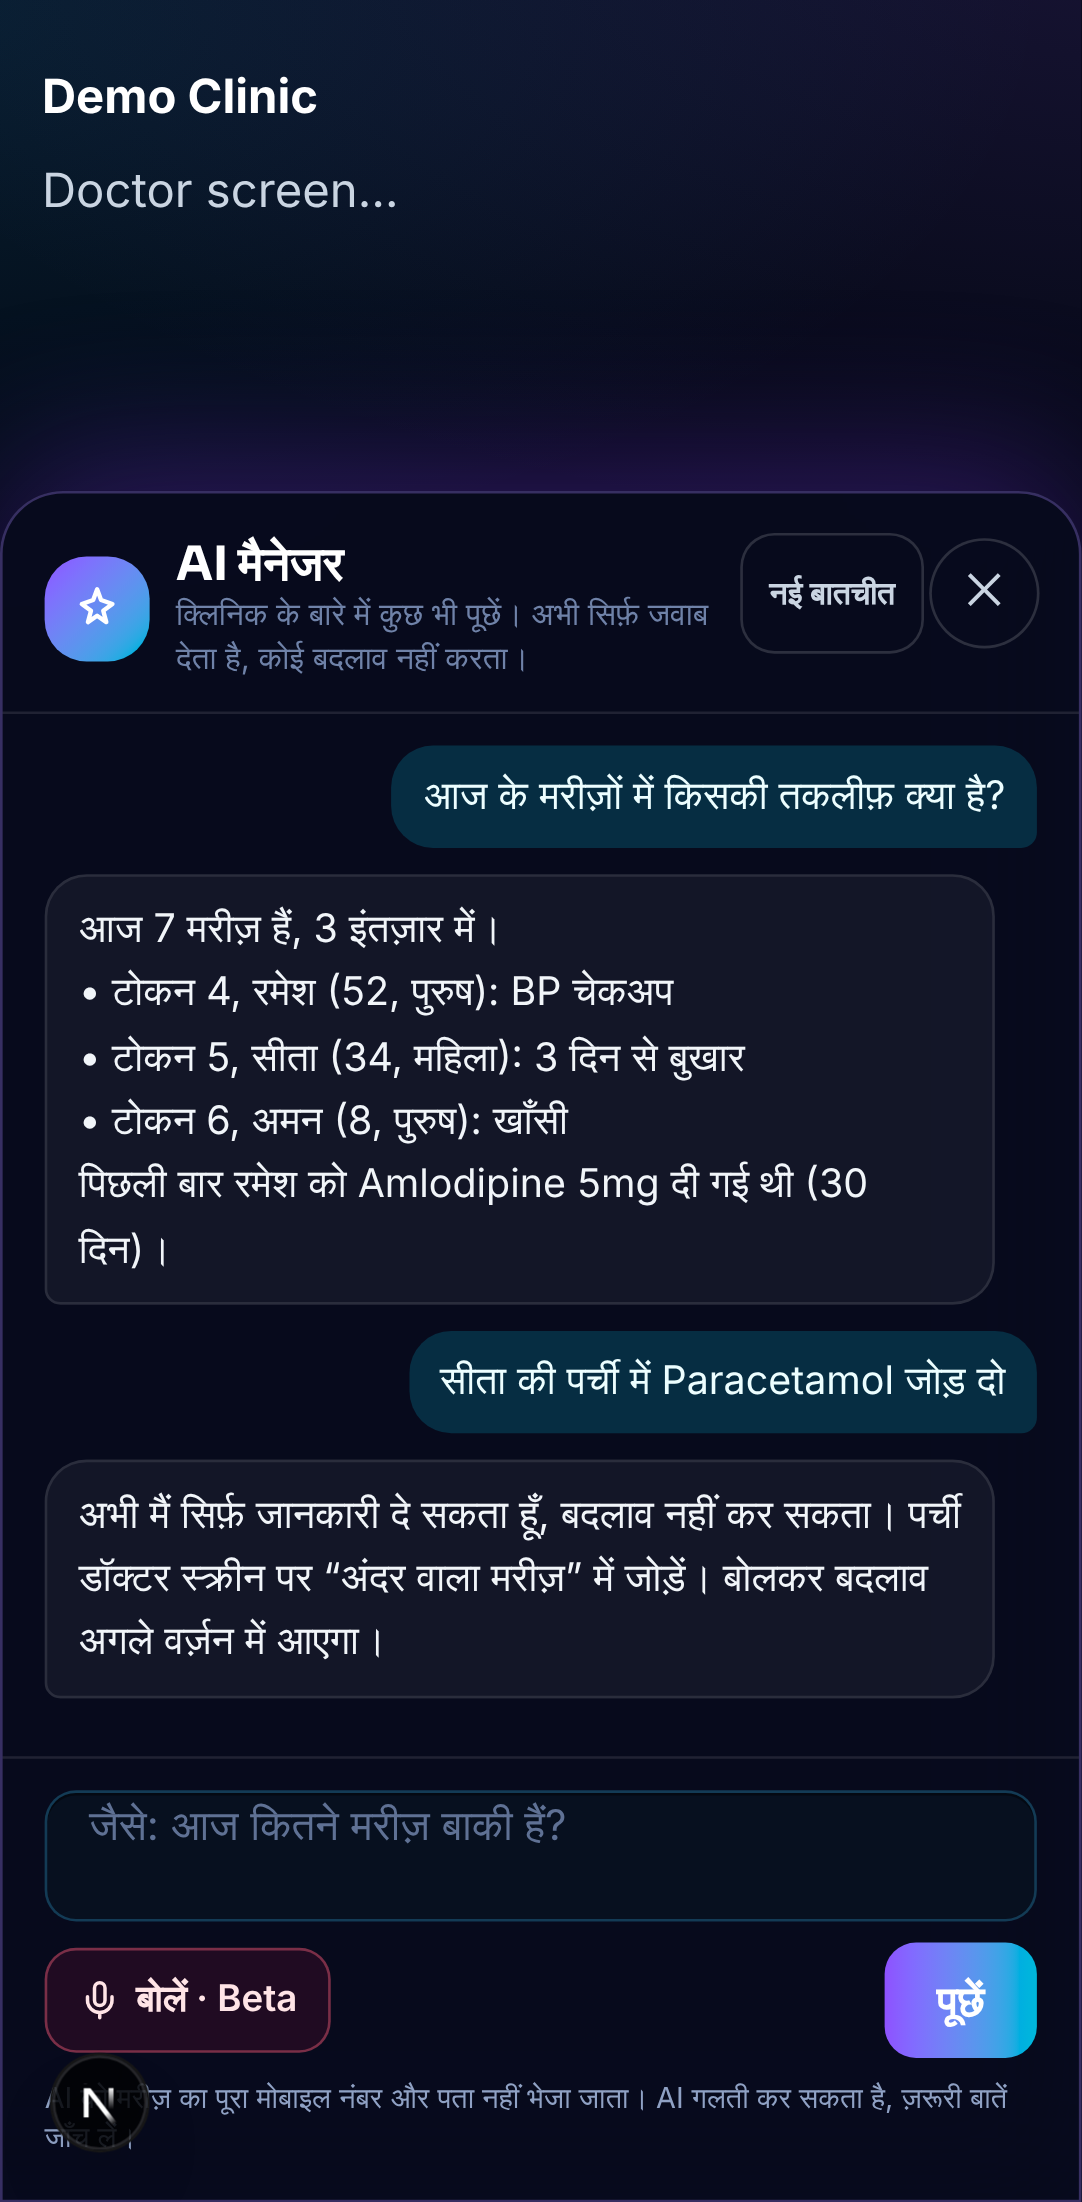 Demo Clinic
Doctor screen...
AI मैनेजर
क्लिनिक के बारे में कुछ भी पूछें। अभी सिर्फ़ जवाब
देता है, कोई बदलाव नहीं करता।
नई बातचीत
आज के मरीज़ों में किसकी तकलीफ़ क्या है?
आज 7 मरीज़ हैं, 3 इंतज़ार में।
• टोकन 4, रमेश (52, पुरुष): BP चेकअप
• टोकन 5, सीता (34, महिला): 3 दिन से बुखार
• टोकन 6, अमन (8, पुरुष): खाँसी
पिछली बार रमेश को Amlodipine 5mg दी गई थी (30
दिन)।
सीता की पर्ची में Paracetamol जोड़ दो
अभी मैं सिर्फ़ जानकारी दे सकता हूँ, बदलाव नहीं कर सकता। पर्ची
डॉक्टर स्क्रीन पर “अंदर वाला मरीज़” में जोड़ें। बोलकर बदलाव
अगले वर्ज़न में आएगा।
जैसे: आज कितने मरीज़ बाकी हैं?
बोलें · Beta
पूछें
N
AI मरीज़ का पूरा मोबाइल नंबर और पता नहीं भेजा जाता। AI गलती कर सकता है, ज़रूरी बातें
जाँच लें।